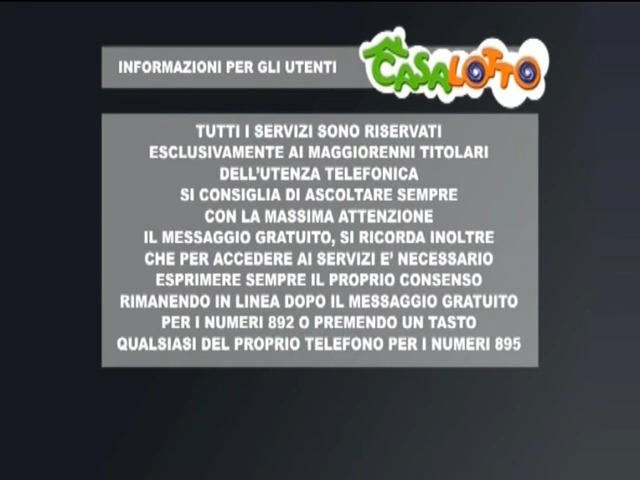 INFORMAZIONI PER GLI UTENTI
CASALOTTO
TUTTI I SERVIZI SONO RISERVATI
ESCLUSIVAMENTE AI MAGGIORENNI TITOLARI
DELL'UTENZA TELEFONICA
SI CONSIGLIA DI ASCOLTARE SEMPRE
CON LA MASSIMA ATTENZIONE
IL MESSAGGIO GRATUITO, SI RICORDA INOLTRE
CHE PER ACCEDERE AI SERVIZI E' NECESSARIO
ESPRIMERE SEMPRE IL PROPRIO CONSENSO
RIMANENDO IN LINEA DOPO IL MESSAGGIO GRATUITO
PER I NUMERI 892 O PREMENDO UN TASTO
QUALSIASI DEL PROPRIO TELEFONO PER I NUMERI 895